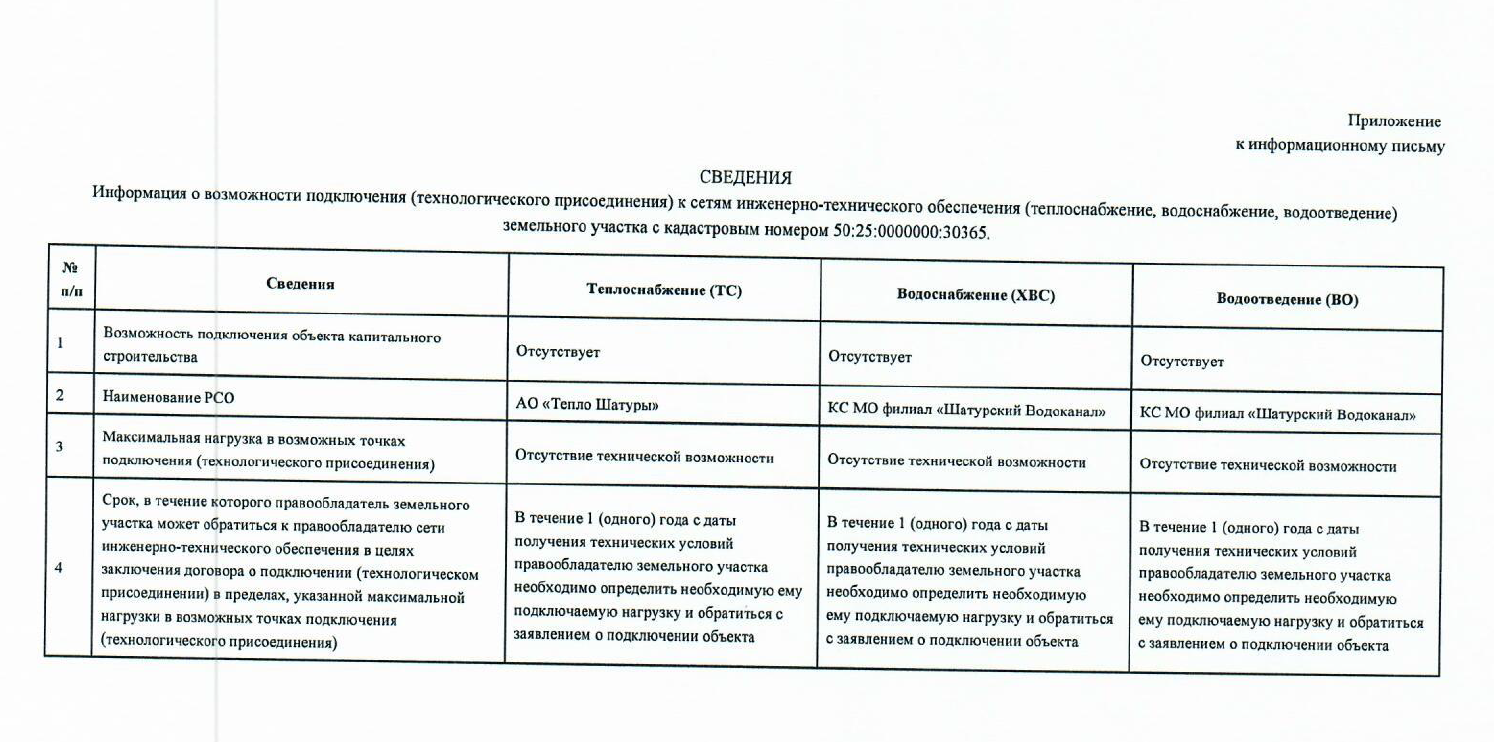 Приложение
к информационному письму
СВЕДЕНИЯ
Информация о возможности подключения (технологического присоединения) к сетям инженерно-технического обеспечения (теплоснабжение, водоснабжение, водоотведение)
земельного участка с кадастровым номером 50:25:0000000:30365.
№
п/п
Сведения
Теплоснабжение (ТС)
Водоснабжение (ХВС)
Водоотведение (ВО)
1
Возможность подключения объекта капитального
строительства
Отсутствует
Отсутствует
Отсутствует
2
Наименование РСО
АО «Тепло Шатуры»
КС МО филиал «Шатурский Водоканал»
КС МО филиал «Шатурский Водоканал»
3
Максимальная нагрузка в возможных точках
подключения (технологического присоединения)
Отсутствие технической возможности
Отсутствие технической возможности
Отсутствие технической возможности
4
Срок, в течение которого правообладатель земельного
участка может обратиться к правообладателю сети
инженерно-технического обеспечения в целях
заключения договора о подключении (технологическом
присоединении) в пределах, указанной максимальной
нагрузки в возможных точках подключения
(технологического присоединения)
В течение 1 (одного) года с даты
получения технических условий
правообладателю земельного участка
необходимо определить необходимую ему
подключаемую нагрузку и обратиться с
заявлением о подключении объекта
В течение 1 (одного) года с даты
получения технических условий
правообладателю земельного участка
необходимо определить необходимую
ему подключаемую нагрузку и обратиться
с заявлением о подключении объекта
В течение 1 (одного) года с даты
получения технических условий
правообладателю земельного участка
необходимо определить необходимую
ему подключаемую нагрузку и обратиться
с заявлением о подключении объекта